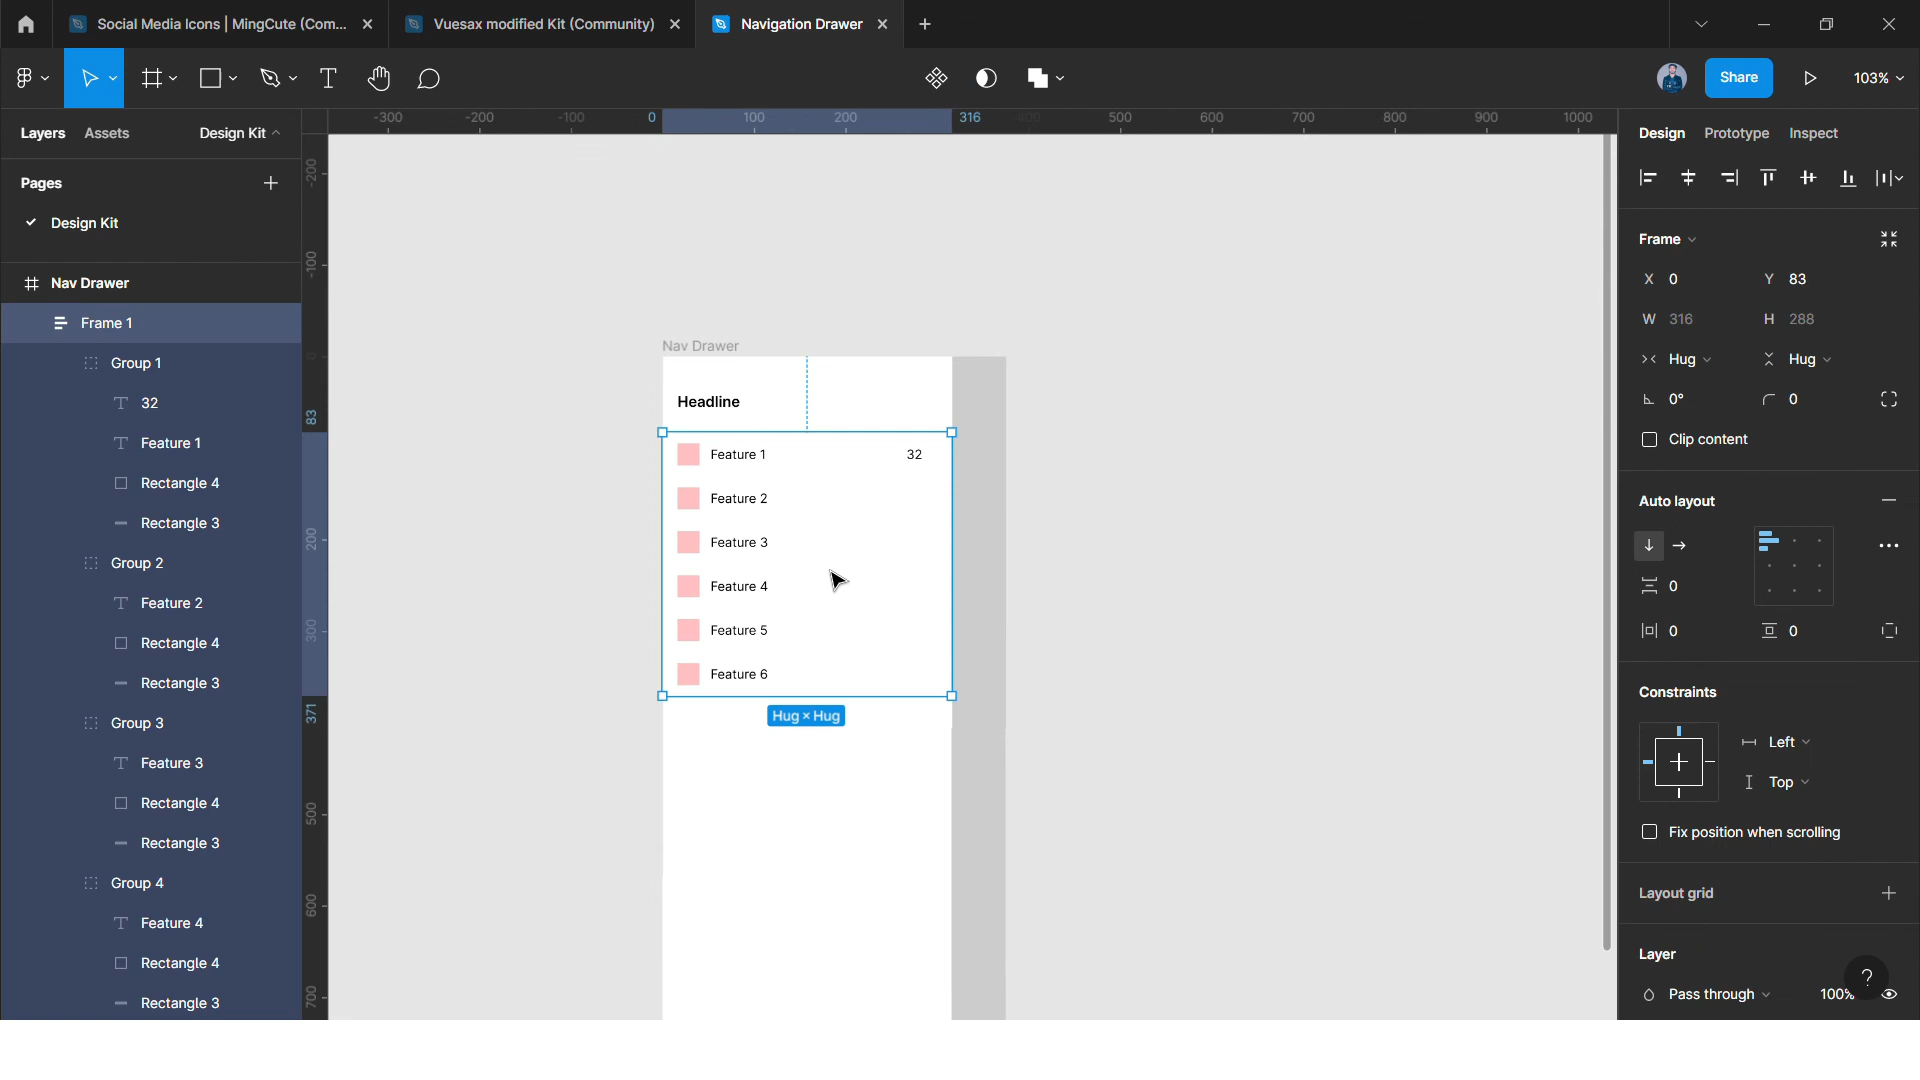 Social Media Icons | MingCute (Com...
Vuesax modified Kit (Community)
Navigation Drawer
Share
103%
Layers
Assets
Design Kit
Pages
Design Kit
Nav Drawer
Frame 1
Group 1
32
Feature 1
Rectangle 4
Rectangle 3
Group 2
Feature 2
Rectangle 4
Rectangle 3
Group 3
Feature 3
Rectangle 4
Rectangle 3
Group 4
Feature 4
Rectangle 4
Rectangle 3
-300 -200 -100 0 100 200 316 400 500 600 700 800 900 1000
-200
-100
0
83
200
300
371
500
600
700
Nav Drawer
Headline
Feature 1 32
Feature 2
Feature 3
Feature 4
Feature 5
Feature 6
Hug × Hug
Design Prototype Inspect
Frame
X 0 Y 83
W 316 H 288
Hug Hug
0° 0
Clip content
Auto layout
0
0 0
Constraints
Left
Top
Fix position when scrolling
Layout grid
Layer
Pass through 100%
?